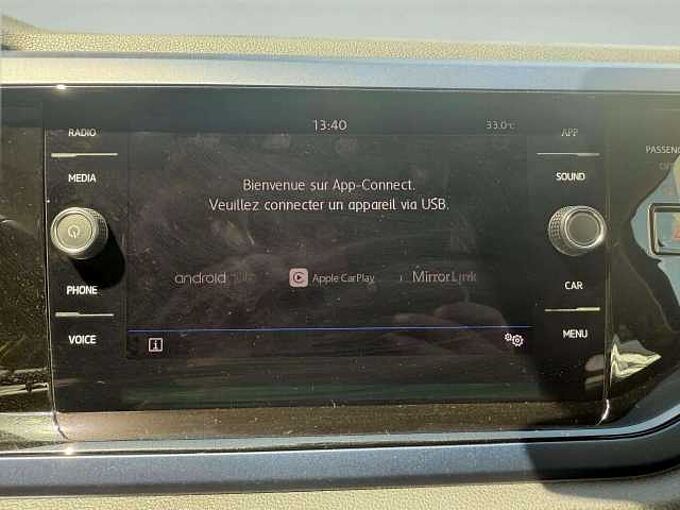 13:40
33.0°C
RADIO
APP
PASSENG
MEDIA
SOUND
Bienvenue sur App-Connect.
Veuillez connecter un appareil via USB.
android
Apple CarPlay
MirrorLink
PHONE
CAR
VOICE
MENU